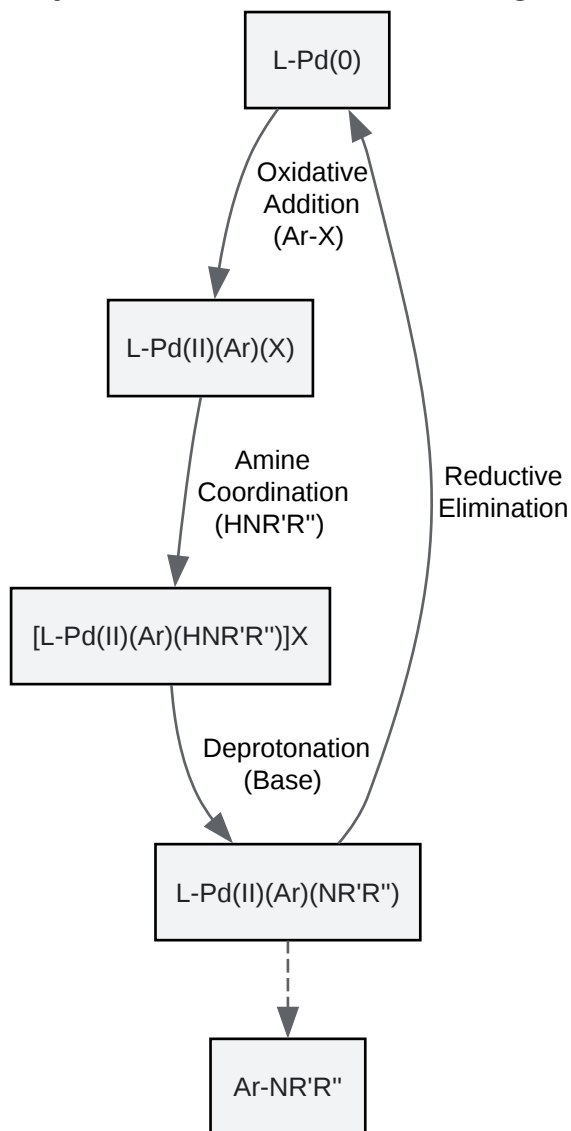 L-Pd(0)
Oxidative
Addition
(Ar-X)
L-Pd(II)(Ar)(X)
Amine
Coordination
(HNR'R")
Reductive
Elimination
[L-Pd(II)(Ar)(HNR'R")]X
Deprotonation
(Base)
L-Pd(II)(Ar)(NR'R")
Ar-NR'R"